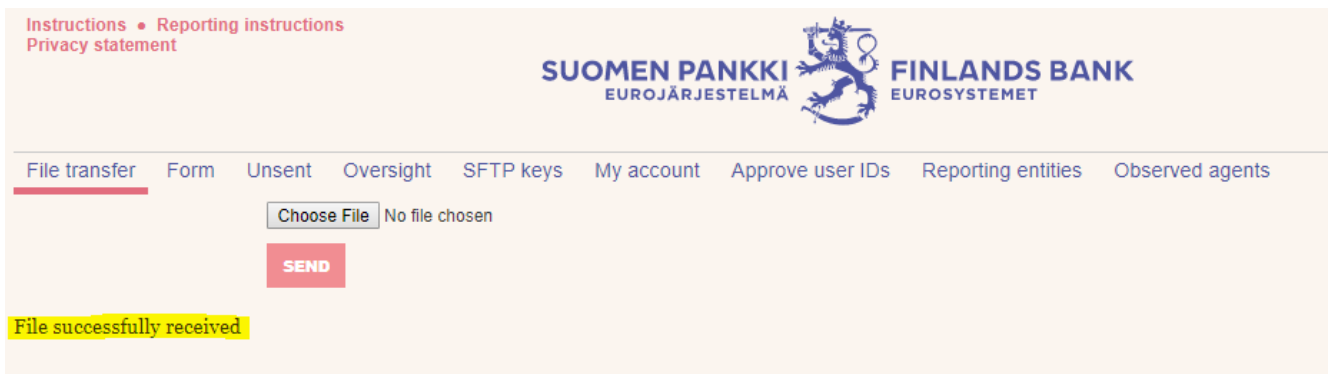 Instructions • Reporting instructions
Privacy statement
SUOMEN PANKKI FINLANDS BANK
EUROJÄRJESTELMÄ EUROSYSTEMET
File transfer Form Unsent Oversight SFTP keys My account Approve user IDs Reporting entities Observed agents
Choose File No file chosen
SEND
File successfully received